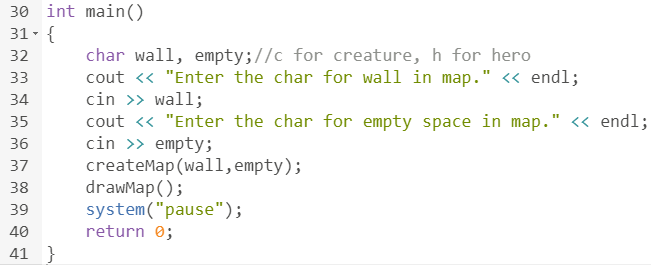 30 int main()
31 {
32     char wall, empty;//c for creature, h for hero
33     cout << "Enter the char for wall in map." << endl;
34     cin >> wall;
35     cout << "Enter the char for empty space in map." << endl;
36     cin >> empty;
37     createMap(wall,empty);
38     drawMap();
39     system("pause");
40     return 0;
41 }